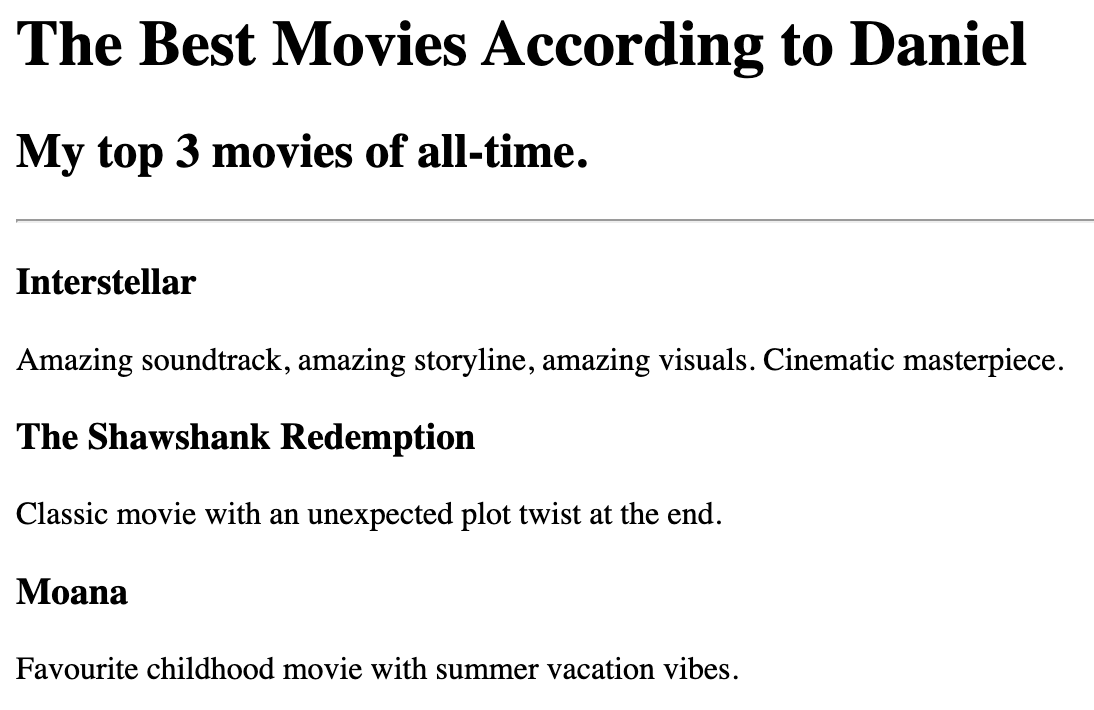 The Best Movies According to Daniel
My top 3 movies of all-time.
Interstellar
Amazing soundtrack, amazing storyline, amazing visuals. Cinematic masterpiece.
The Shawshank Redemption
Classic movie with an unexpected plot twist at the end.
Moana
Favourite childhood movie with summer vacation vibes.